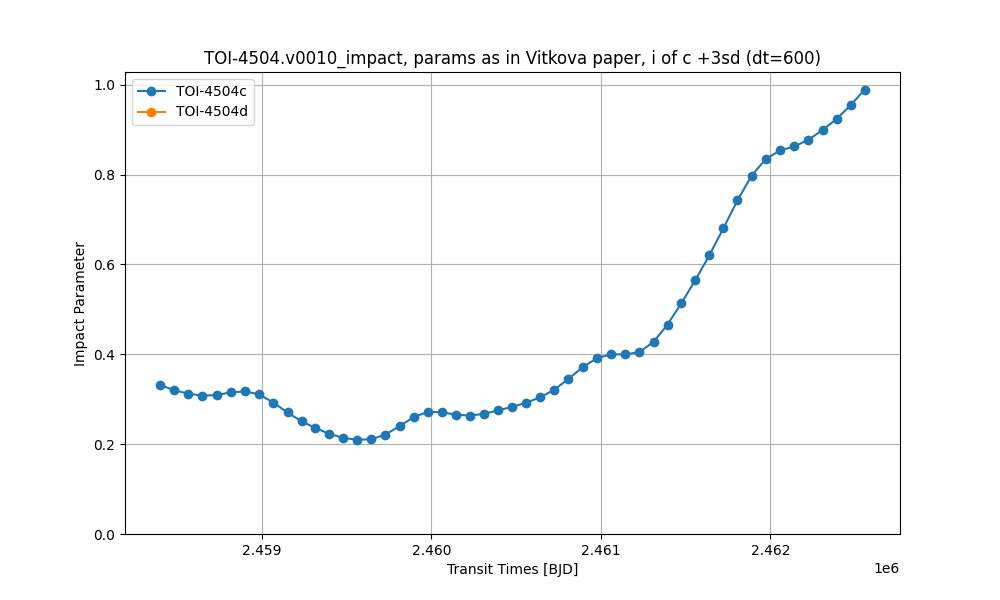 TOI-4504.v0010_impact, params as in Vitkova paper, i of c +3sd (dt=600)
TOI-4504c
TOI-4504d
Impact Parameter
1.0
0.8
0.6
0.4
0.2
0.0
2.459 2.460 2.461 2.462
1e6
Transit Times [BJD]